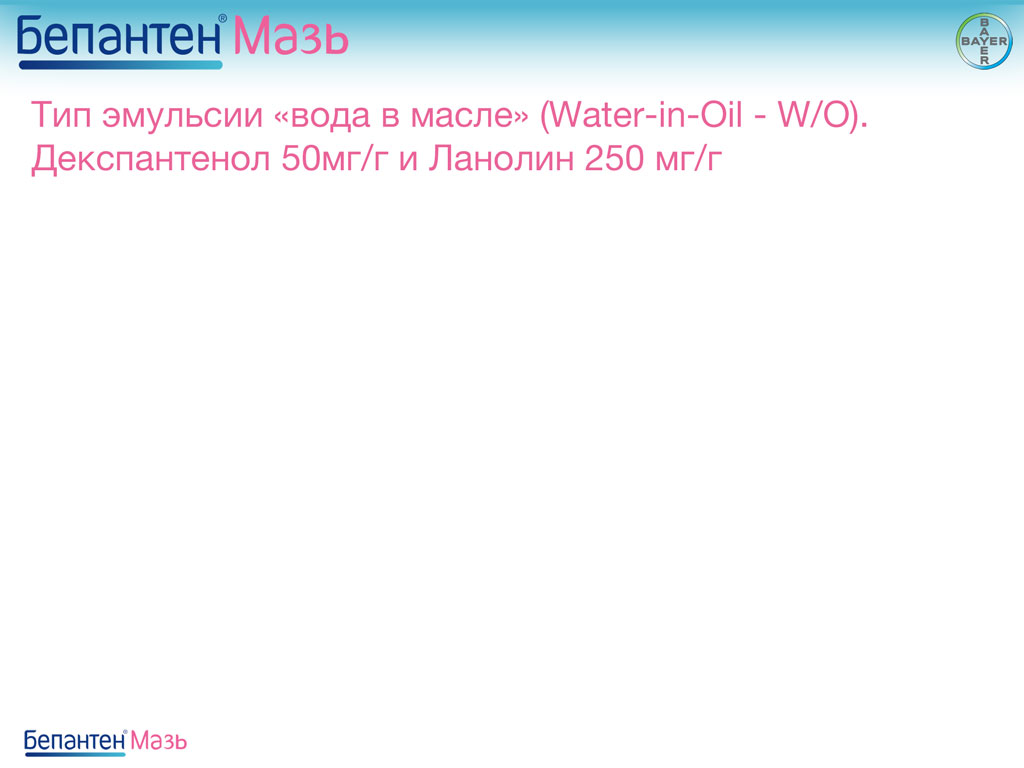 Бепантен® Мазь
BAYER
BAYER
Тип эмульсии «вода в масле» (Water-in-Oil - W/O).
Декспантенол 50мг/г и Ланолин 250 мг/г
Бепантен® Мазь